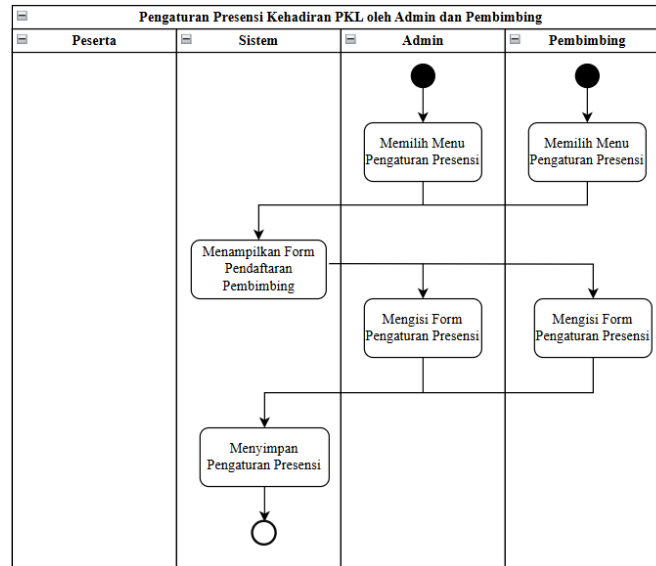 Pengaturan Presensi Kehadiran PKL oleh Admin dan Pembimbing
Peserta
Sistem
Admin
Pembimbing
Memilih Menu
Pengaturan Presensi
Memilih Menu
Pengaturan Presensi
Menampilkan Form
Pendaftaran
Pembimbing
Mengisi Form
Pengaturan Presensi
Mengisi Form
Pengaturan Presensi
Menyimpan
Pengaturan Presensi